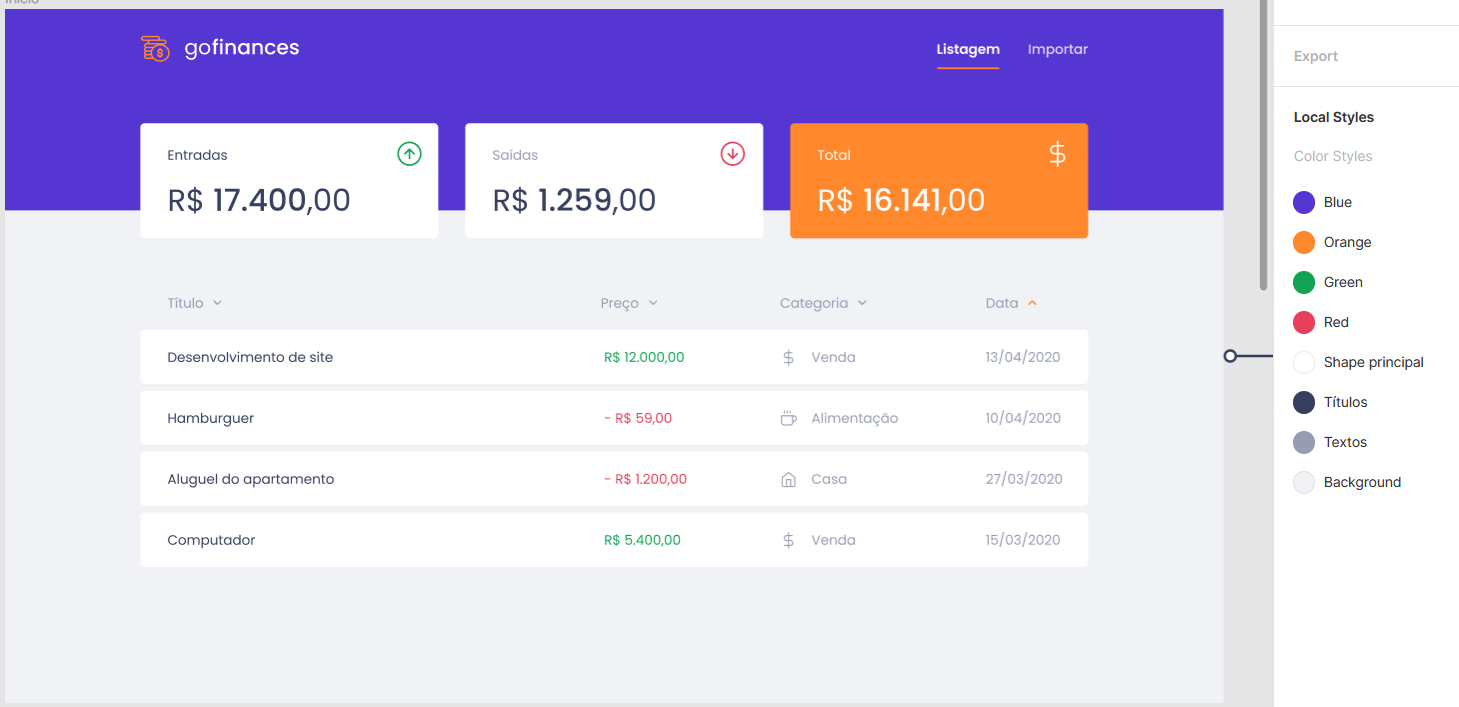 Início
gofinances
Listagem Importar
Entradas
R$ 17.400,00
Saídas
R$ 1.259,00
Total
R$ 16.141,00
Título Preço Categoria Data
Desenvolvimento de site R$ 12.000,00 Venda 13/04/2020
Hamburguer - R$ 59,00 Alimentação 10/04/2020
Aluguel do apartamento - R$ 1.200,00 Casa 27/03/2020
Computador R$ 5.400,00 Venda 15/03/2020
Export
Local Styles
Color Styles
Blue
Orange
Green
Red
Shape principal
Títulos
Textos
Background